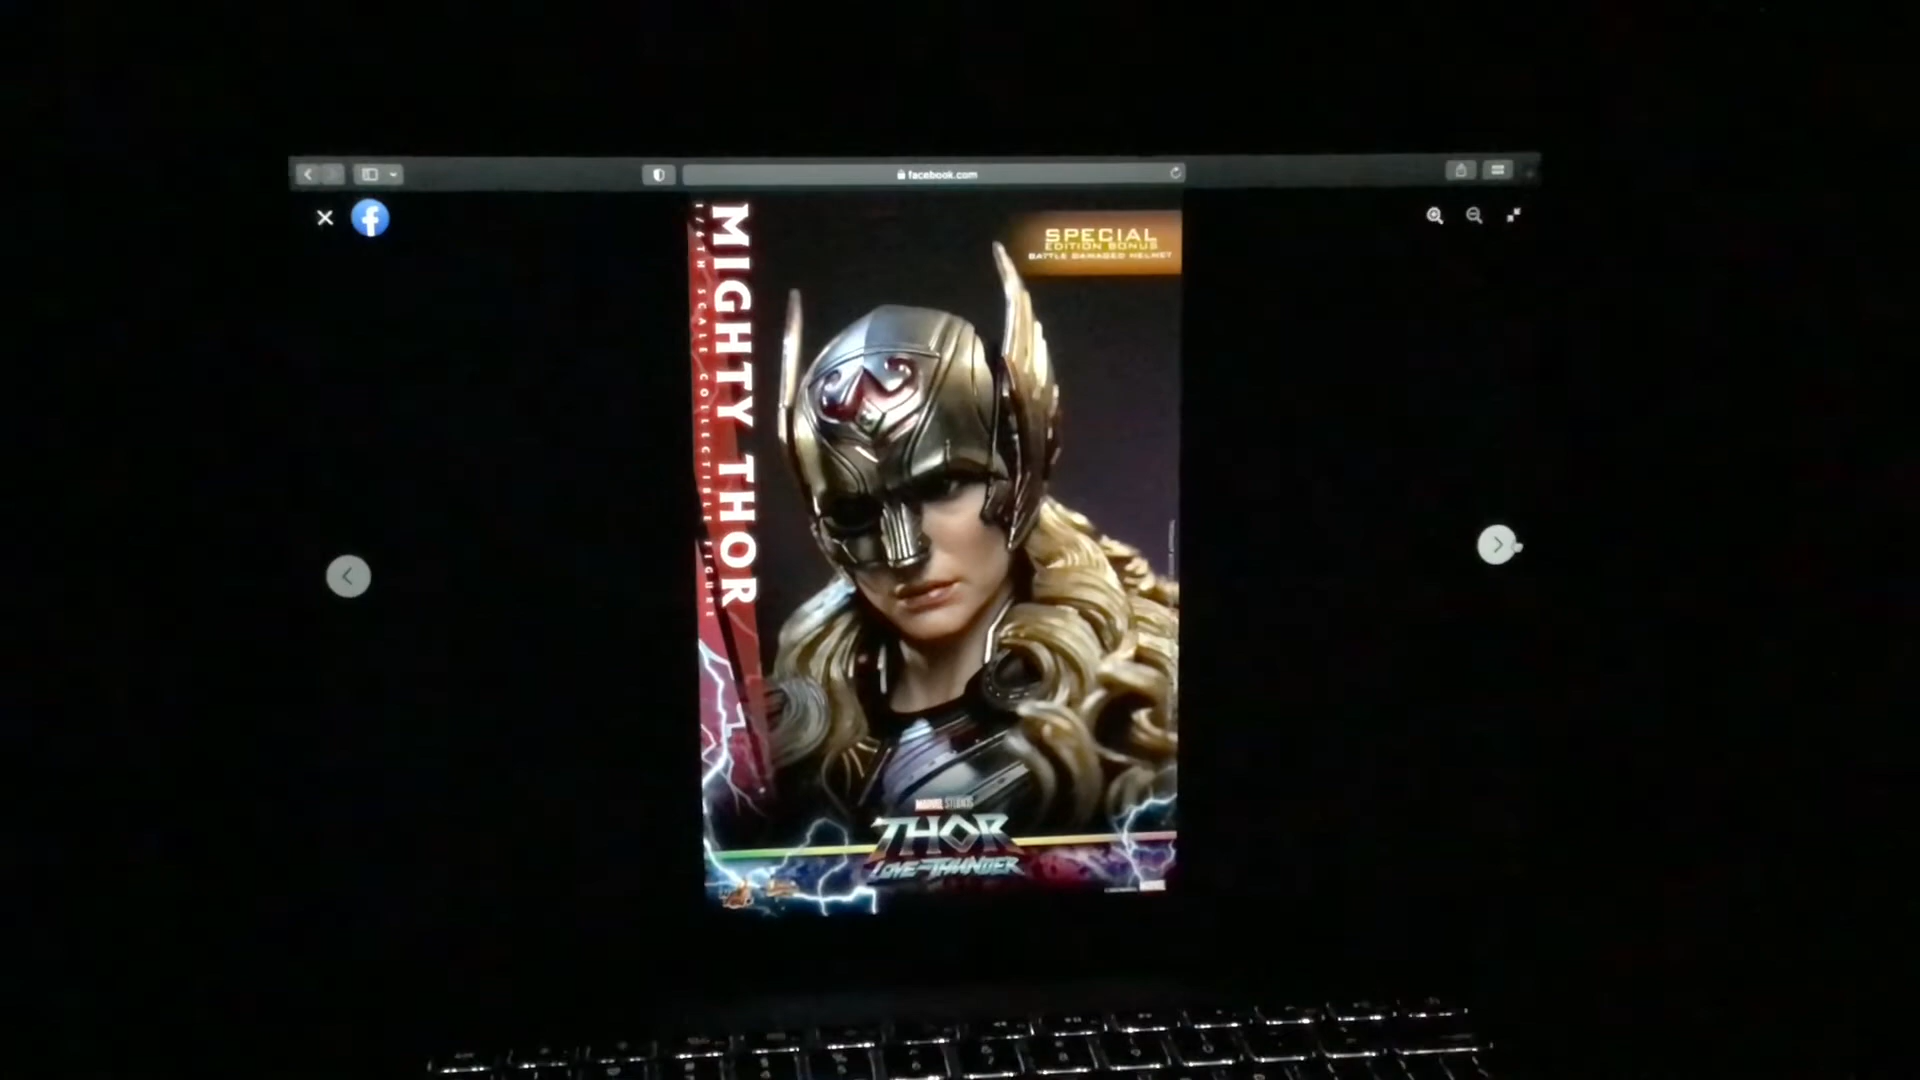 facebook.com
SPECIAL
EDITION BONUS
BATTLE DAMAGED HELMET
MIGHTY THOR
1/6TH SCALE COLLECTIBLE FIGURE
MARVEL STUDIOS
THOR
LOVE AND THUNDER
MARVEL